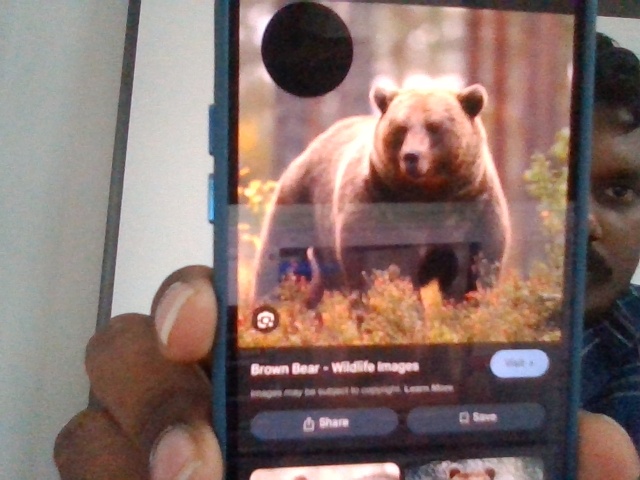 Brown Bear - Wildlife Images
Visit
Images may be subject to copyright. Learn More
Share
Save